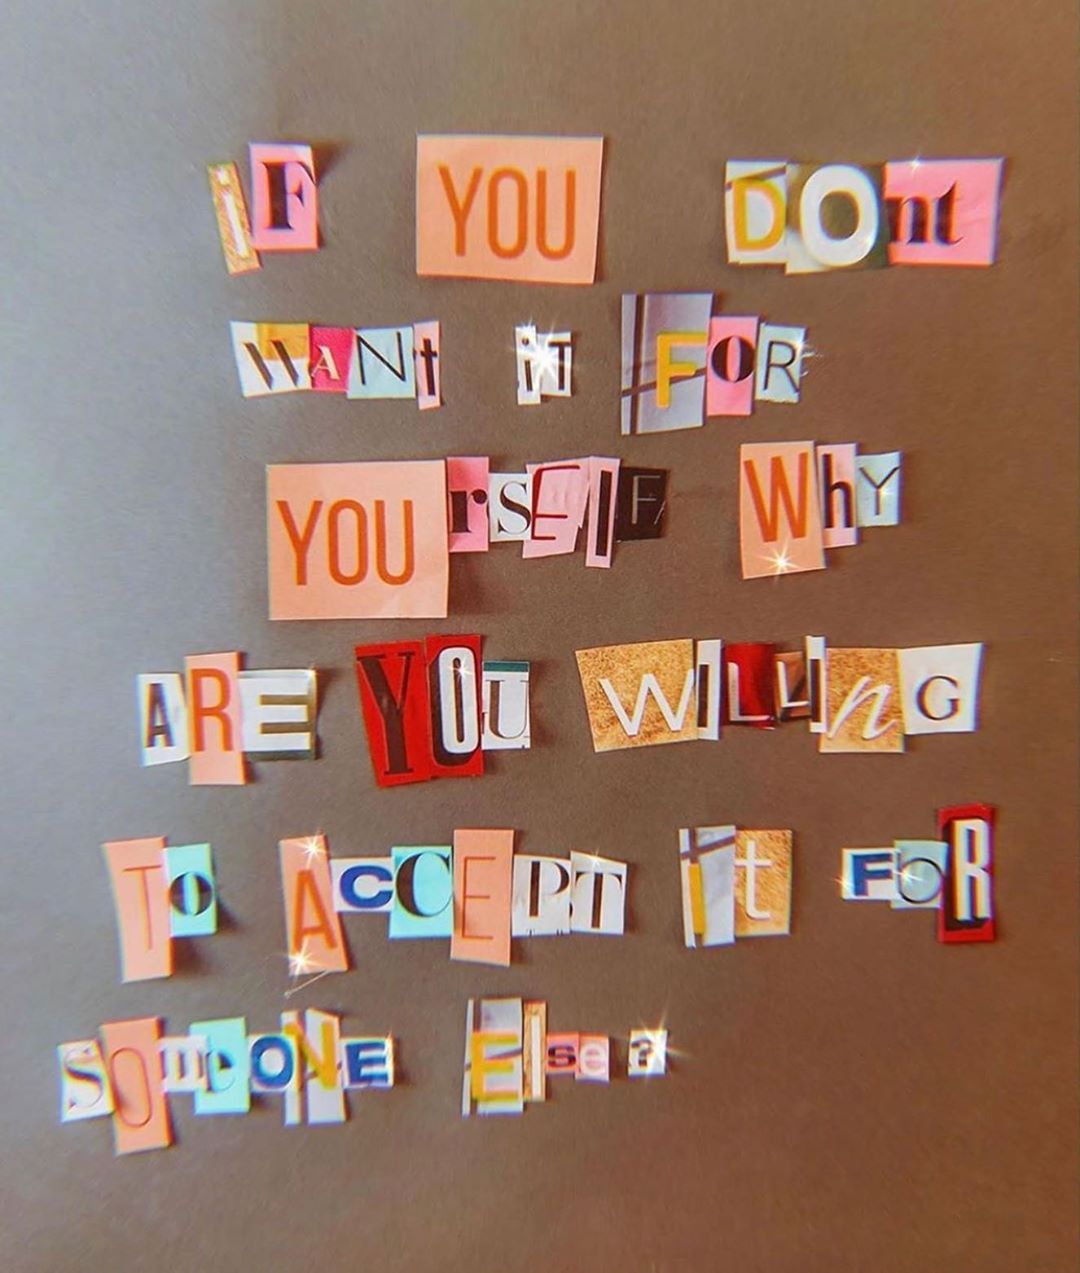 iF YOU DOnt
WANt iT FOR
YOUrsElF WhY
ARE YOU WILLInG
To ACCEPT It FOR
SOmeONE Else?